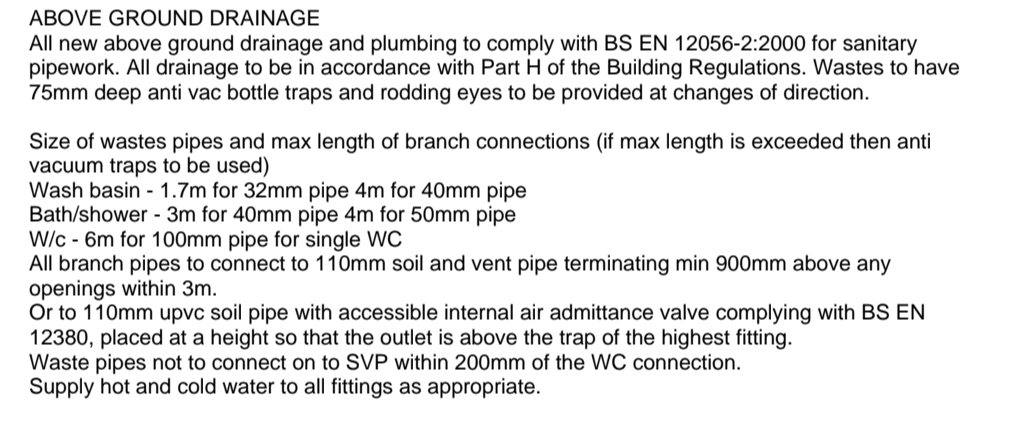 ABOVE GROUND DRAINAGE
All new above ground drainage and plumbing to comply with BS EN 12056-2:2000 for sanitary
pipework. All drainage to be in accordance with Part H of the Building Regulations. Wastes to have
75mm deep anti vac bottle traps and rodding eyes to be provided at changes of direction.

Size of wastes pipes and max length of branch connections (if max length is exceeded then anti
vacuum traps to be used)
Wash basin - 1.7m for 32mm pipe 4m for 40mm pipe
Bath/shower - 3m for 40mm pipe 4m for 50mm pipe
W/c - 6m for 100mm pipe for single WC
All branch pipes to connect to 110mm soil and vent pipe terminating min 900mm above any
openings within 3m.
Or to 110mm upvc soil pipe with accessible internal air admittance valve complying with BS EN
12380, placed at a height so that the outlet is above the trap of the highest fitting.
Waste pipes not to connect on to SVP within 200mm of the WC connection.
Supply hot and cold water to all fittings as appropriate.